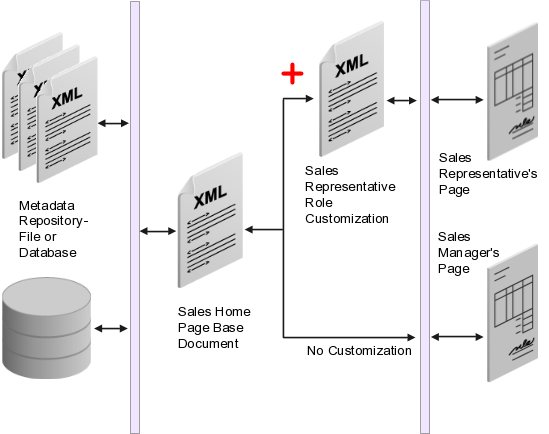 XML
XML
XML
Metadata
Repository-
File or
Database
XML
Sales Home
Page Base
Document
XML
Sales
Representative
Role
Customization
No Customization
Sales
Representative's
Page
Sales
Manager's
Page